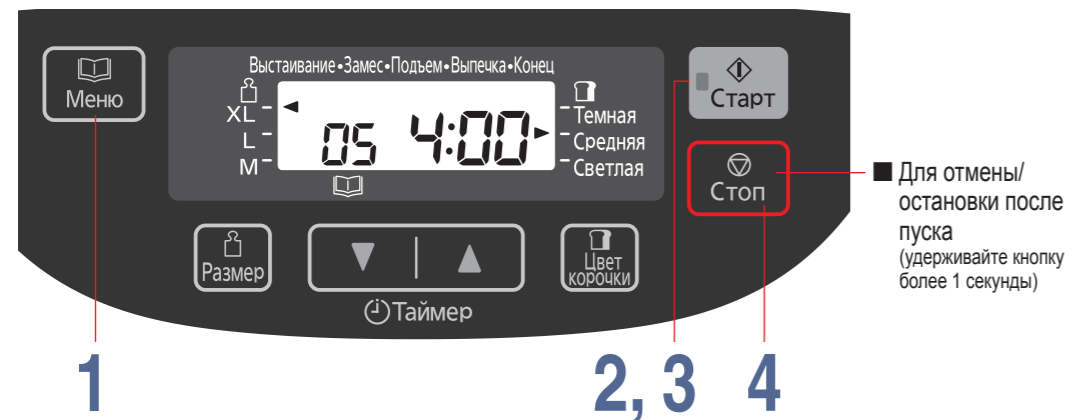 Меню
Выстаивание•Замес•Подъем•Выпечка•Конец
XL
L
M
05 4:00
Темная
Средняя
Светлая
Старт
Стоп
Размер
Таймер
Цвет
корочки
■ Для отмены/
остановки после
пуска
(удерживайте кнопку
более 1 секунды)
1
2, 3
4